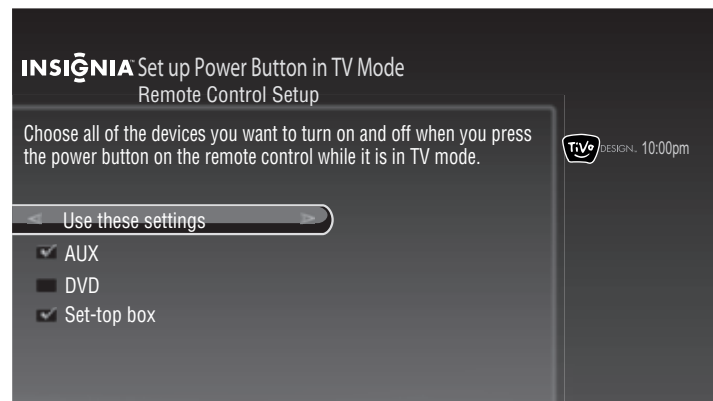 INSIGNIA™ Set up Power Button in TV Mode
Remote Control Setup
Choose all of the devices you want to turn on and off when you press
the power button on the remote control while it is in TV mode.
TiVo DESIGN™ 10:00pm
Use these settings
AUX
DVD
Set-top box